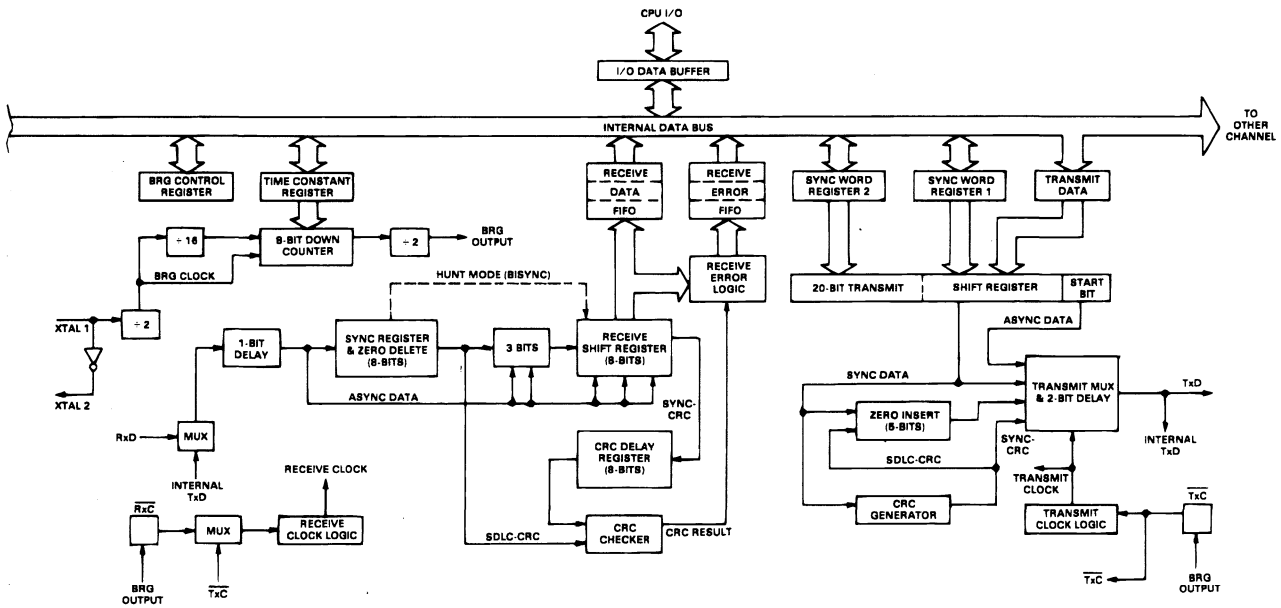 CPU I/O
I/O DATA BUFFER
INTERNAL DATA BUS
TO
OTHER
CHANNEL
BRG CONTROL
REGISTER
TIME CONSTANT
REGISTER
RECEIVE
DATA
FIFO
RECEIVE
ERROR
FIFO
SYNC WORD
REGISTER 2
SYNC WORD
REGISTER 1
TRANSMIT
DATA
÷ 16
8-BIT DOWN
COUNTER
÷ 2
BRG
OUTPUT
BRG CLOCK
HUNT MODE (BISYNC)
RECEIVE
ERROR
LOGIC
20-BIT TRANSMIT
SHIFT REGISTER
START
BIT
XTAL 1
÷ 2
XTAL 2
1-BIT
DELAY
SYNC REGISTER
& ZERO DELETE
(8-BITS)
3 BITS
RECEIVE
SHIFT REGISTER
(8-BITS)
ASYNC DATA
ASYNC DATA
SYNC DATA
TRANSMIT MUX
& 2-BIT DELAY
TxD
INTERNAL
TxD
SYNC-
CRC
RxD
MUX
INTERNAL
TxD
CRC DELAY
REGISTER
(8-BITS)
ZERO INSERT
(5-BITS)
SYNC-
CRC
SDLC-CRC
TRANSMIT
CLOCK
RECEIVE CLOCK
RxC
MUX
RECEIVE
CLOCK LOGIC
SDLC-CRC
CRC
CHECKER
CRC RESULT
CRC
GENERATOR
TRANSMIT
CLOCK LOGIC
TxC
BRG
OUTPUT
TxC
TxC
BRG
OUTPUT